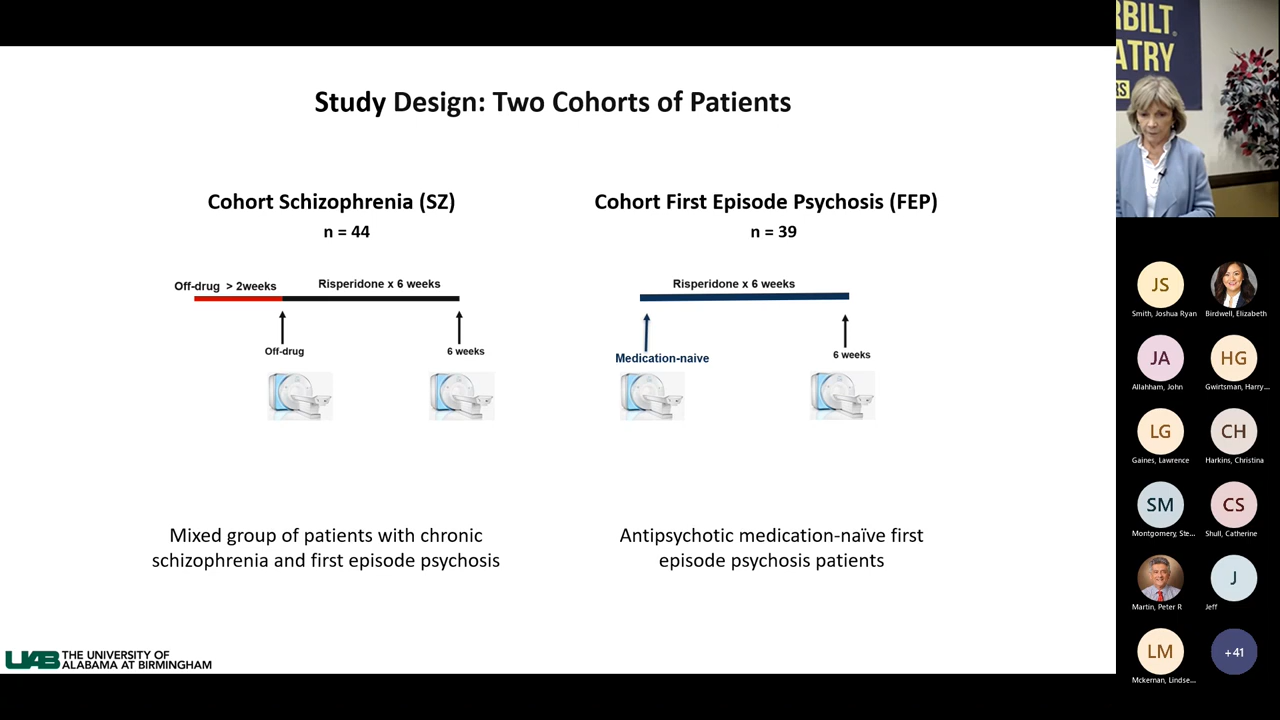 Study Design: Two Cohorts of Patients
Cohort Schizophrenia (SZ)
n = 44
Off-drug > 2weeks
Risperidone x 6 weeks
Off-drug
6 weeks
Mixed group of patients with chronic
schizophrenia and first episode psychosis
Cohort First Episode Psychosis (FEP)
n = 39
Risperidone x 6 weeks
Medication-naive
6 weeks
Antipsychotic medication-naïve first
episode psychosis patients
UAB THE UNIVERSITY OF
ALABAMA AT BIRMINGHAM
RBILT
ATRY
RS
JS
Smith, Joshua Ryan
Birdwell, Elizabeth
JA
Allahham, John
HG
Gwirtsman, Harry...
LG
Gaines, Lawrence
CH
Harkins, Christina
SM
Montgomery, Ste...
CS
Shull, Catherine
Martin, Peter R
J
Jeff
LM
Mckernan, Lindse...
+41